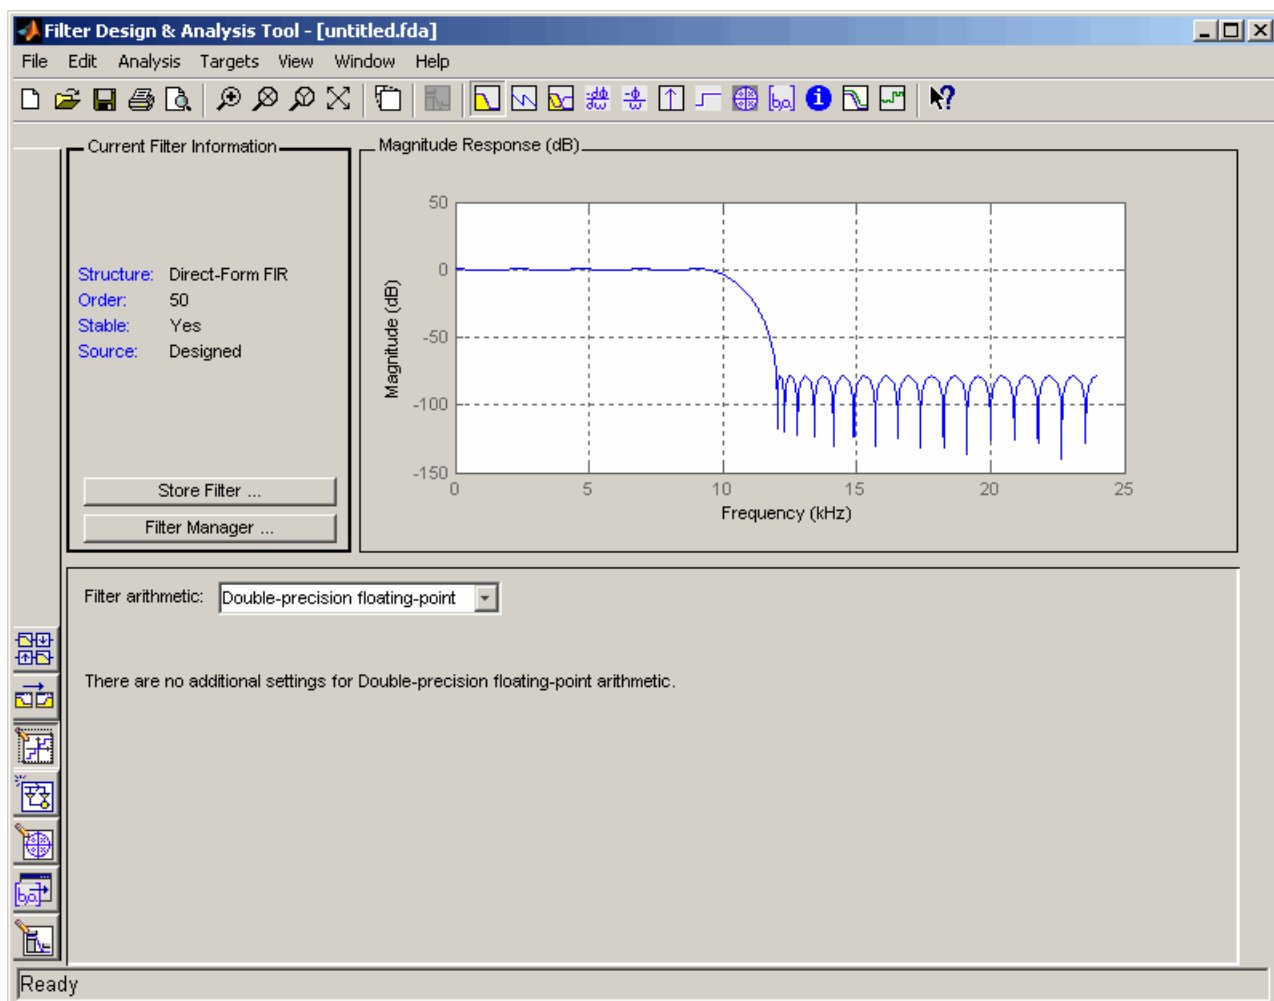 Filter Design & Analysis Tool - [untitled.fda]
File Edit Analysis Targets View Window Help
Current Filter Information
Structure: Direct-Form FIR
Order: 50
Stable: Yes
Source: Designed
Store Filter ...
Filter Manager ...
Magnitude Response (dB)
50
0
-50
-100
-150
Magnitude (dB)
0 5 10 15 20 25
Frequency (kHz)
Filter arithmetic: Double-precision floating-point
There are no additional settings for Double-precision floating-point arithmetic.
Ready